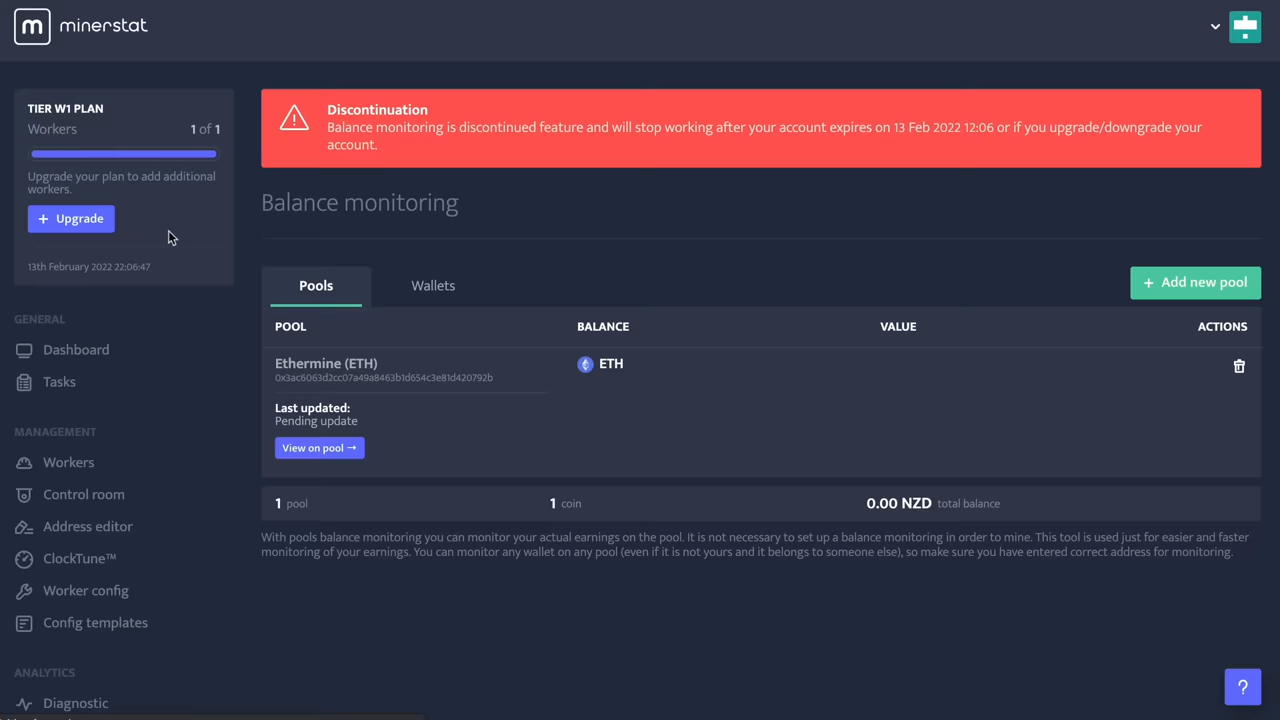 m minerstat
TIER W1 PLAN
Workers 1 of 1
Upgrade your plan to add additional
workers.
+ Upgrade
13th February 2022 22:06:47
GENERAL
Dashboard
Tasks
MANAGEMENT
Workers
Control room
Address editor
ClockTune™
Worker config
Config templates
ANALYTICS
Diagnostic
Discontinuation
Balance monitoring is discontinued feature and will stop working after your account expires on 13 Feb 2022 12:06 or if you upgrade/downgrade your
account.
Balance monitoring
Pools Wallets + Add new pool
POOL BALANCE VALUE ACTIONS
Ethermine (ETH) ETH
0x3ac6063d2cc07a49a8463b1d654c3e81d420792b
Last updated:
Pending update
View on pool →
1 pool 1 coin 0.00 NZD total balance
With pools balance monitoring you can monitor your actual earnings on the pool. It is not necessary to set up a balance monitoring in order to mine. This tool is used just for easier and faster
monitoring of your earnings. You can monitor any wallet on any pool (even if it is not yours and it belongs to someone else), so make sure you have entered correct address for monitoring.
?